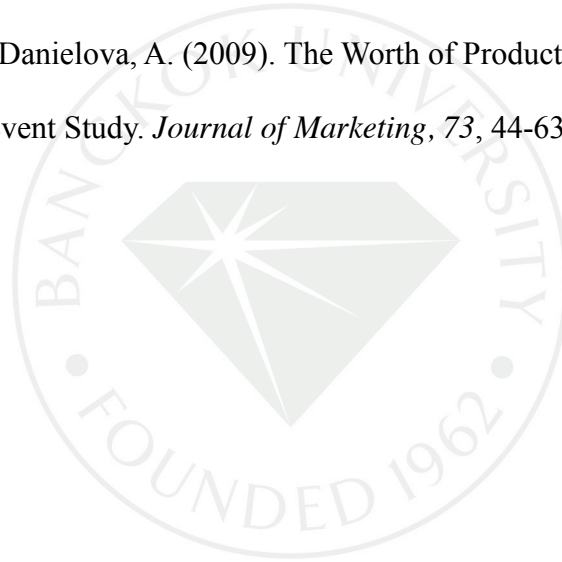 Danielova, A. (2009). The Worth of Product
vent Study. Journal of Marketing, 73, 44-63
BANGKOK UNIVERSITY
FOUNDED 1962